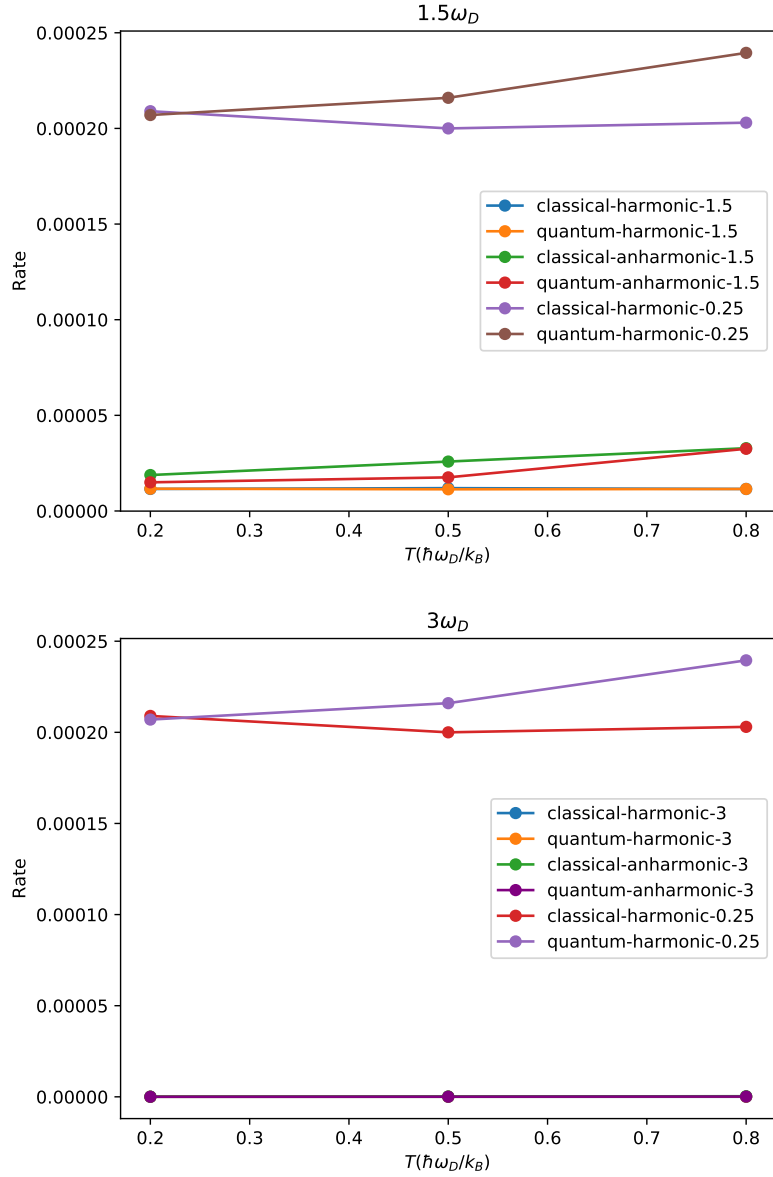 1.5ω_D
0.00025
0.00020
0.00015
0.00010
0.00005
0.00000
Rate
classical-harmonic-1.5
quantum-harmonic-1.5
classical-anharmonic-1.5
quantum-anharmonic-1.5
classical-harmonic-0.25
quantum-harmonic-0.25
0.2 0.3 0.4 0.5 0.6 0.7 0.8
T(ħω_D/k_B)
3ω_D
0.00025
0.00020
0.00015
0.00010
0.00005
0.00000
Rate
classical-harmonic-3
quantum-harmonic-3
classical-anharmonic-3
quantum-anharmonic-3
classical-harmonic-0.25
quantum-harmonic-0.25
0.2 0.3 0.4 0.5 0.6 0.7 0.8
T(ħω_D/k_B)